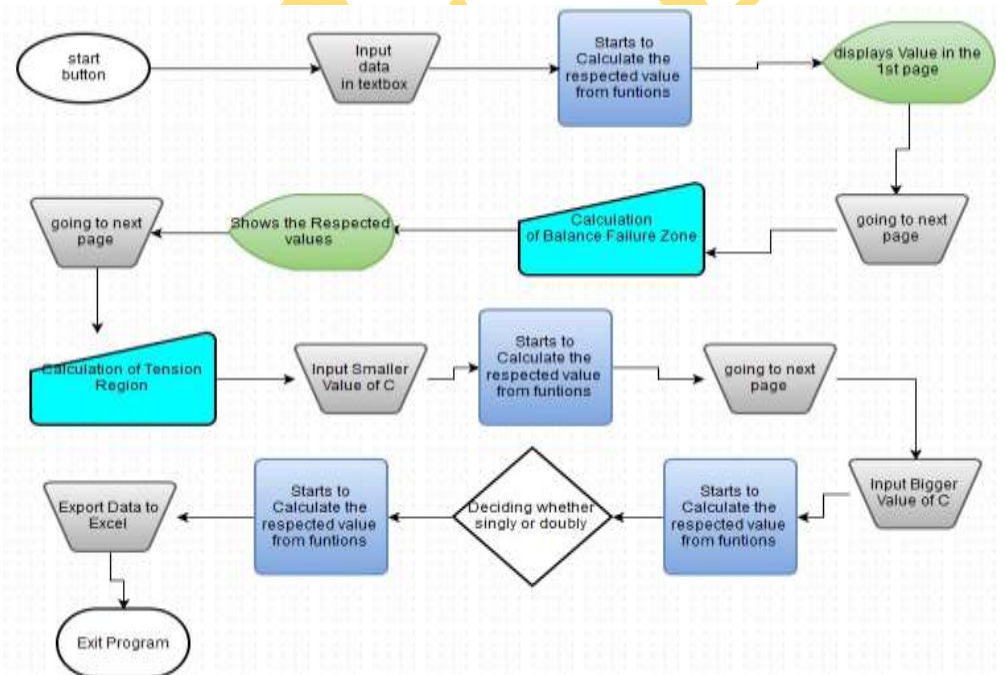 start
button
Input
data
in textbox
Starts to
Calculate the
respected value
from funtions
displays Value in the
1st page
going to next
page
Calculation
of Balance Failure Zone
Shows the Respected
values
going to next
page
Calculation of Tension
Region
Input Smaller
Value of C
Starts to
Calculate the
respected value
from funtions
going to next
page
Input Bigger
Value of C
Starts to
Calculate the
respected value
from funtions
Deciding whether
singly or doubly
Starts to
Calculate the
respected value
from funtions
Export Data to
Excel
Exit Program